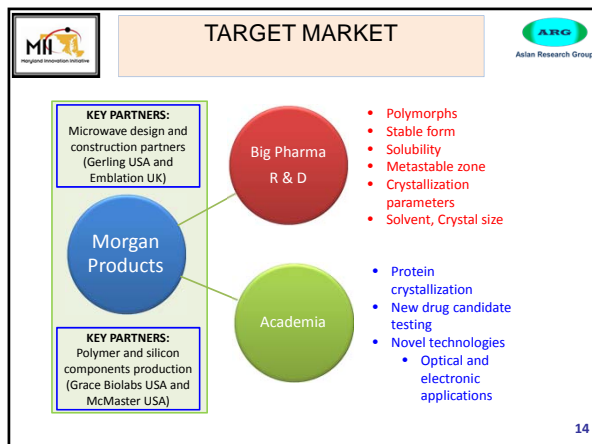 MII
Maryland Innovation Initiative
TARGET MARKET
ARG
Aslan Research Group
KEY PARTNERS:
Microwave design and
construction partners
(Gerling USA and
Emblation UK)
Morgan
Products
KEY PARTNERS:
Polymer and silicon
components production
(Grace Biolabs USA and
McMaster USA)
Big Pharma
R & D
• Polymorphs
• Stable form
• Solubility
• Metastable zone
• Crystallization
parameters
• Solvent, Crystal size
Academia
• Protein
crystallization
• New drug candidate
testing
• Novel technologies
• Optical and
electronic
applications
14